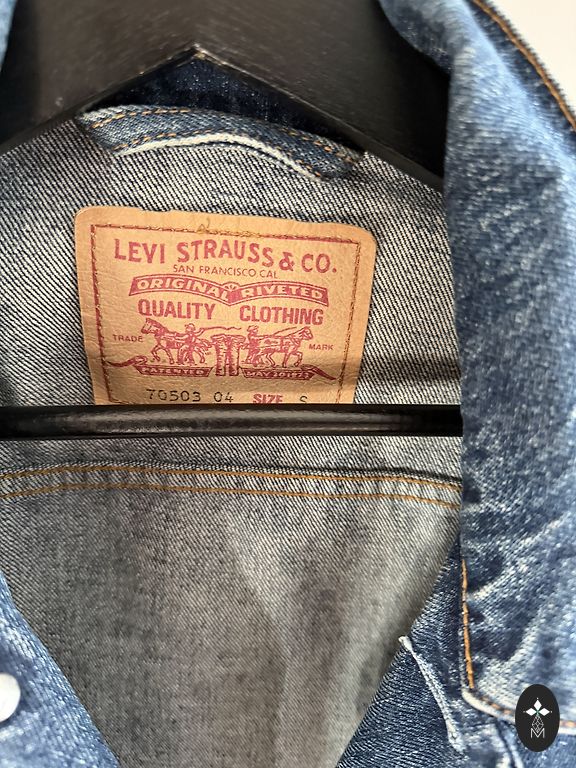 LEVI STRAUSS & CO.
SAN FRANCISCO CAL
ORIGINAL RIVETED
QUALITY CLOTHING
TRADE MARK
PATENTED MAY 20 1873
70503 04 SIZE S
M